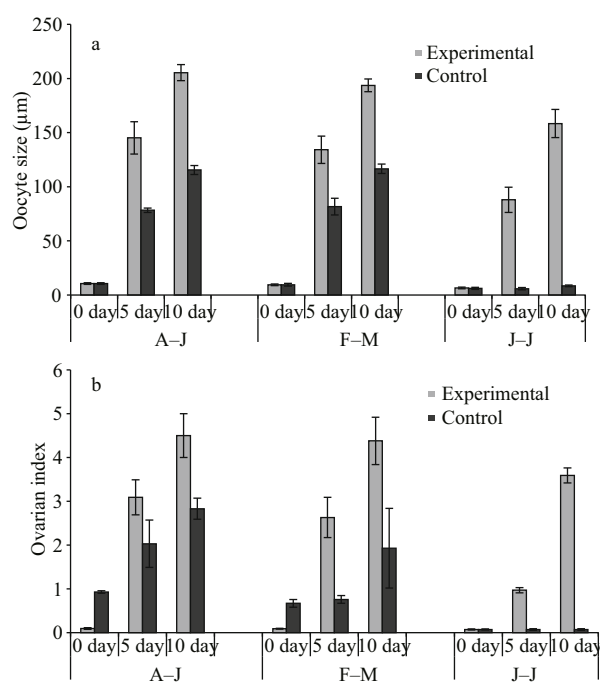 a
Experimental
Control
Oocyte size (μm)
250
200
150
100
50
0
0 day 5 day 10 day 0 day 5 day 10 day 0 day 5 day 10 day
A–J F–M J–J
b
Experimental
Control
Ovarian index
6
5
4
3
2
1
0
0 day 5 day 10 day 0 day 5 day 10 day 0 day 5 day 10 day
A–J F–M J–J